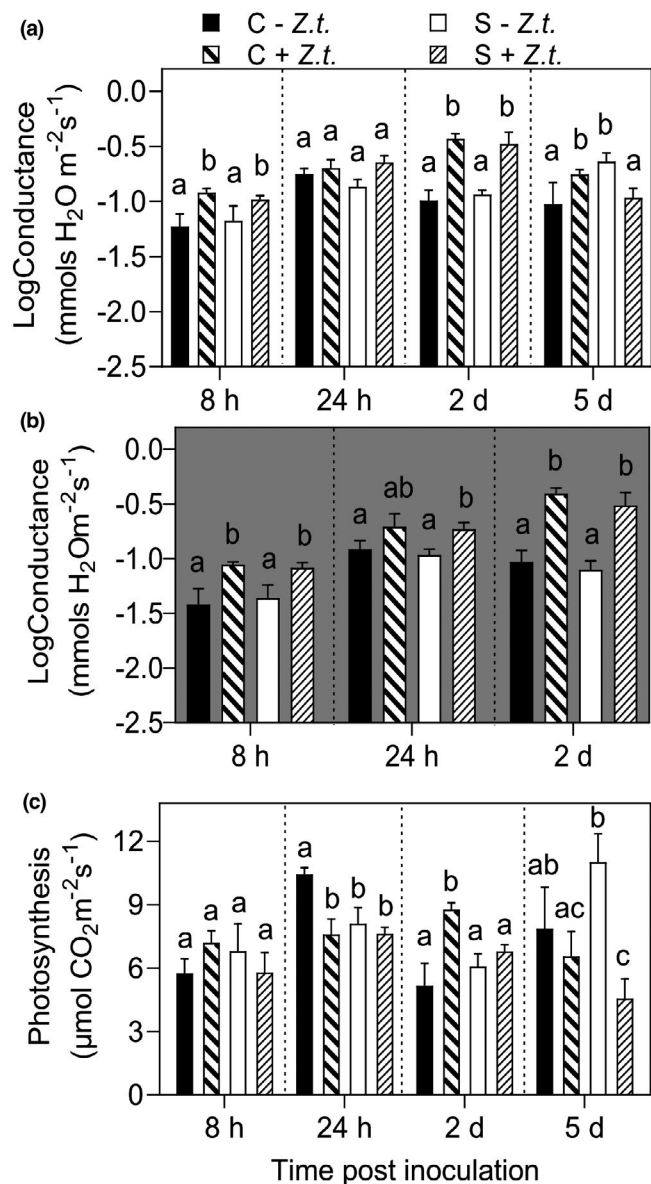 (a)
C - Z.t. S - Z.t.
C + Z.t. S + Z.t.
LogConductance
(mmols H₂O m⁻²s⁻¹)
0.0
-0.5
-1.0
-1.5
-2.0
-2.5
a b a b a a a a a b a b a b b a
8 h 24 h 2 d 5 d
(b)
LogConductance
(mmols H₂Om⁻²s⁻¹)
0.0
-0.5
-1.0
-1.5
-2.0
-2.5
a b a b a ab a b a b a b
8 h 24 h 2 d
(c)
Photosynthesis
(µmol CO₂m⁻²s⁻¹)
12
9
6
3
0
a a a a a b b b a b a a ab ac b c
8 h 24 h 2 d 5 d
Time post inoculation